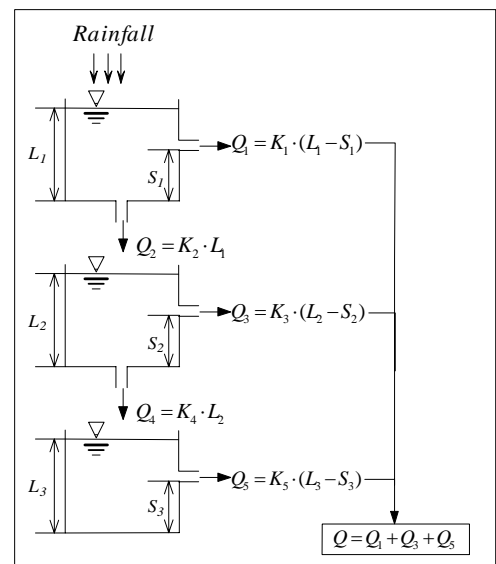 Rainfall
L₁
S₁
Q₁ = K₁ · (L₁ − S₁)
Q₂ = K₂ · L₁
L₂
S₂
Q₃ = K₃ · (L₂ − S₂)
Q₄ = K₄ · L₂
L₃
S₃
Q₅ = K₅ · (L₃ − S₃)
Q = Q₁ + Q₃ + Q₅